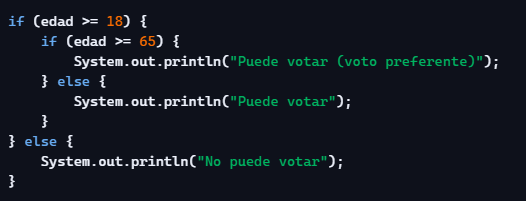 if (edad >= 18) {
    if (edad >= 65) {
        System.out.println("Puede votar (voto preferente)");
    } else {
        System.out.println("Puede votar");
    }
} else {
    System.out.println("No puede votar");
}